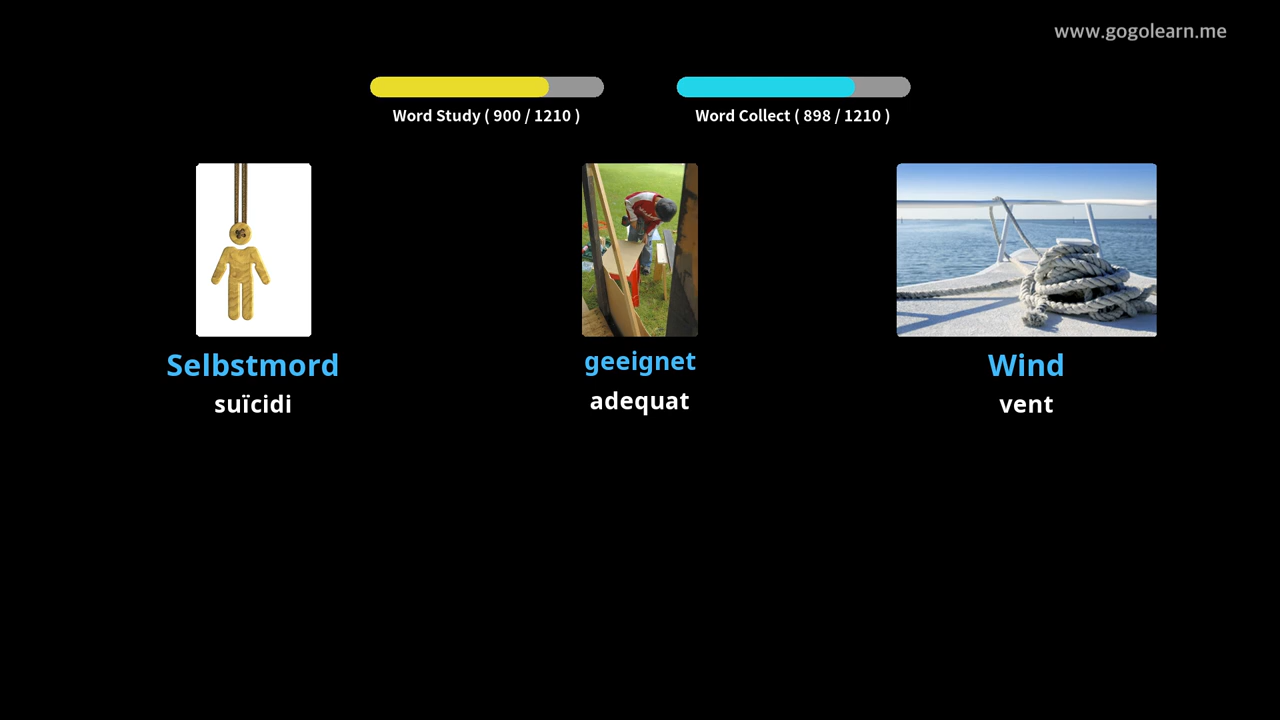 www.gogolearn.me
Word Study ( 900 / 1210 )
Word Collect ( 898 / 1210 )
Selbstmord
suïcidi
geeignet
adequat
Wind
vent